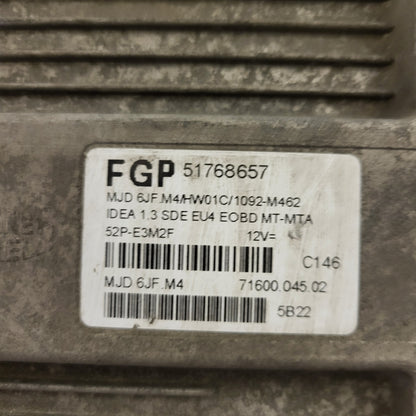 FGP 51768657
MJD 6JF.M4/HW01C/1092-M462
IDEA 1.3 SDE EU4 EOBD MT-MTA
52P-E3M2F 12V=
C146
MJD 6JF.M4 71600.045.02
5B22